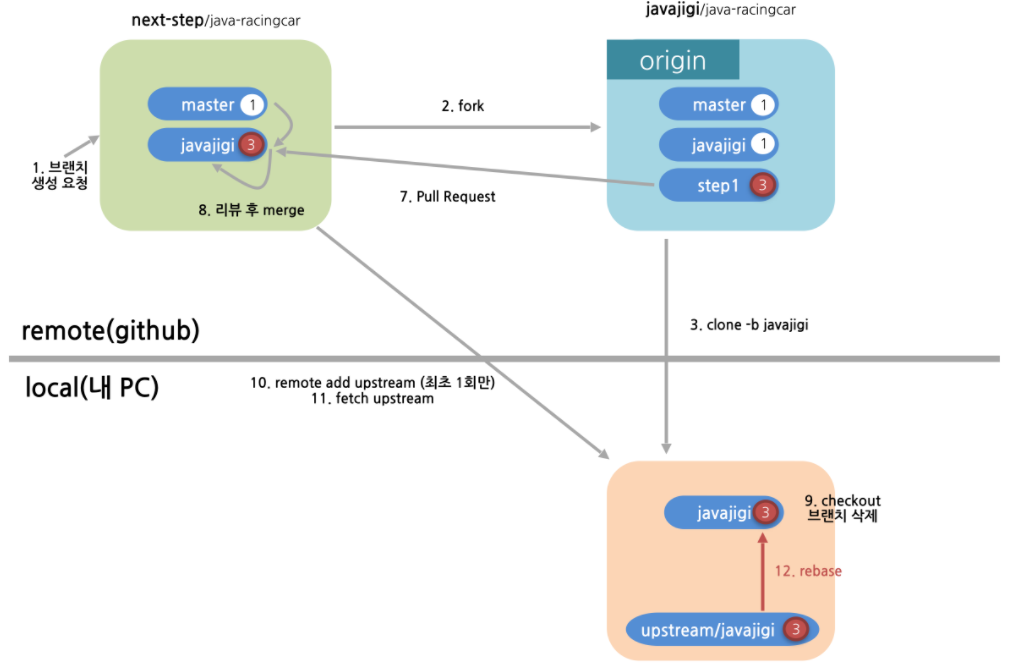 next-step/java-racingcar
javajigi/java-racingcar
origin
master 1
javajigi 3
master 1
javajigi 1
step1 3
1. 브랜치
생성 요청
2. fork
7. Pull Request
8. 리뷰 후 merge
3. clone -b javajigi
remote(github)
local(내 PC)
10. remote add upstream (최초 1회만)
11. fetch upstream
javajigi 3
9. checkout
브랜치 삭제
12. rebase
upstream/javajigi 3